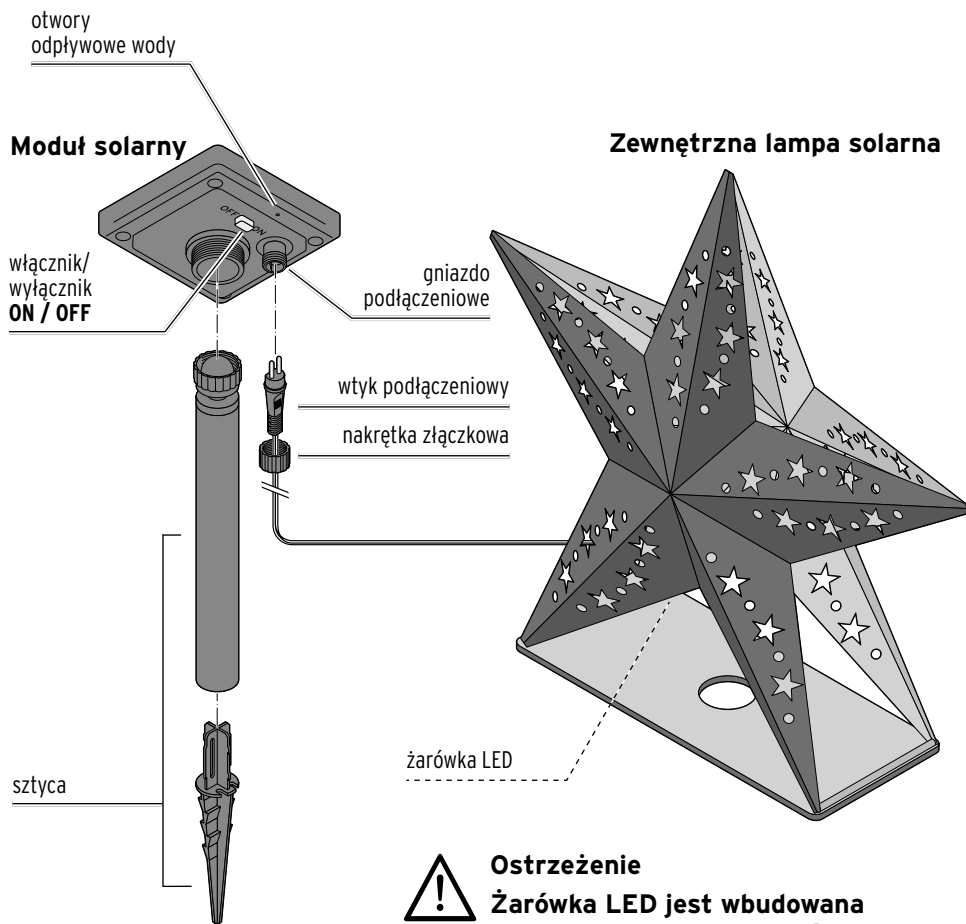 otwory
odpływowe wody
Moduł solarny
Zewnętrzna lampa solarna
OFF ON
włącznik/
wyłącznik
ON / OFF
gniazdo
podłączeniowe
wtyk podłączeniowy
nakrętka złączkowa
żarówka LED
sztyca
Ostrzeżenie
Żarówka LED jest wbudowana